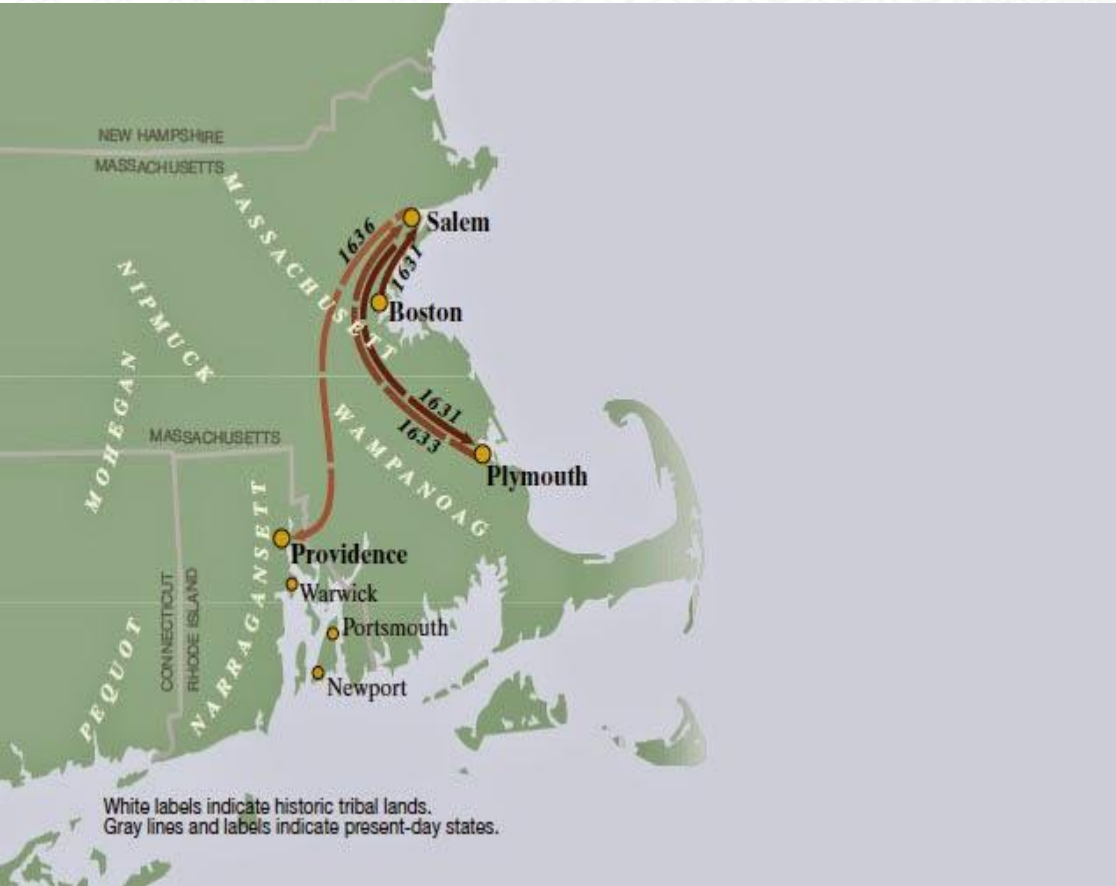 NEW HAMPSHIRE
MASSACHUSETTS
MASSACHUSETT
1636
Salem
1631
NIPMUCK
Boston
MOHEGAN
1631
1633
WAMPANOAG
MASSACHUSETTS
Plymouth
NARRAGANSETT
Providence
Warwick
CONNECTICUT
RHODE ISLAND
PEQUOT
Portsmouth
Newport
White labels indicate historic tribal lands.
Gray lines and labels indicate present-day states.